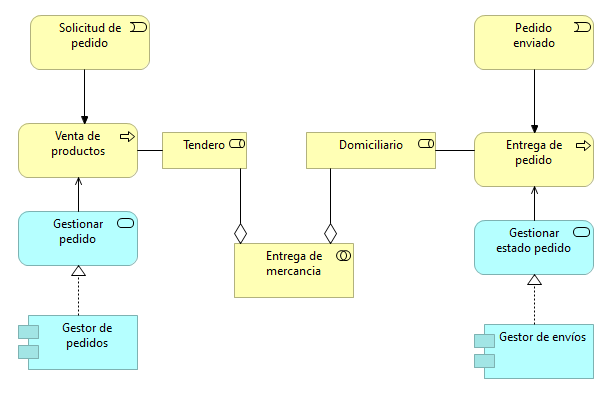 Solicitud de
pedido
Pedido
enviado
Venta de
productos
Tendero
Domiciliario
Entrega de
pedido
Gestionar
pedido
Entrega de
mercancia
Gestionar
estado pedido
Gestor de
pedidos
Gestor de envíos